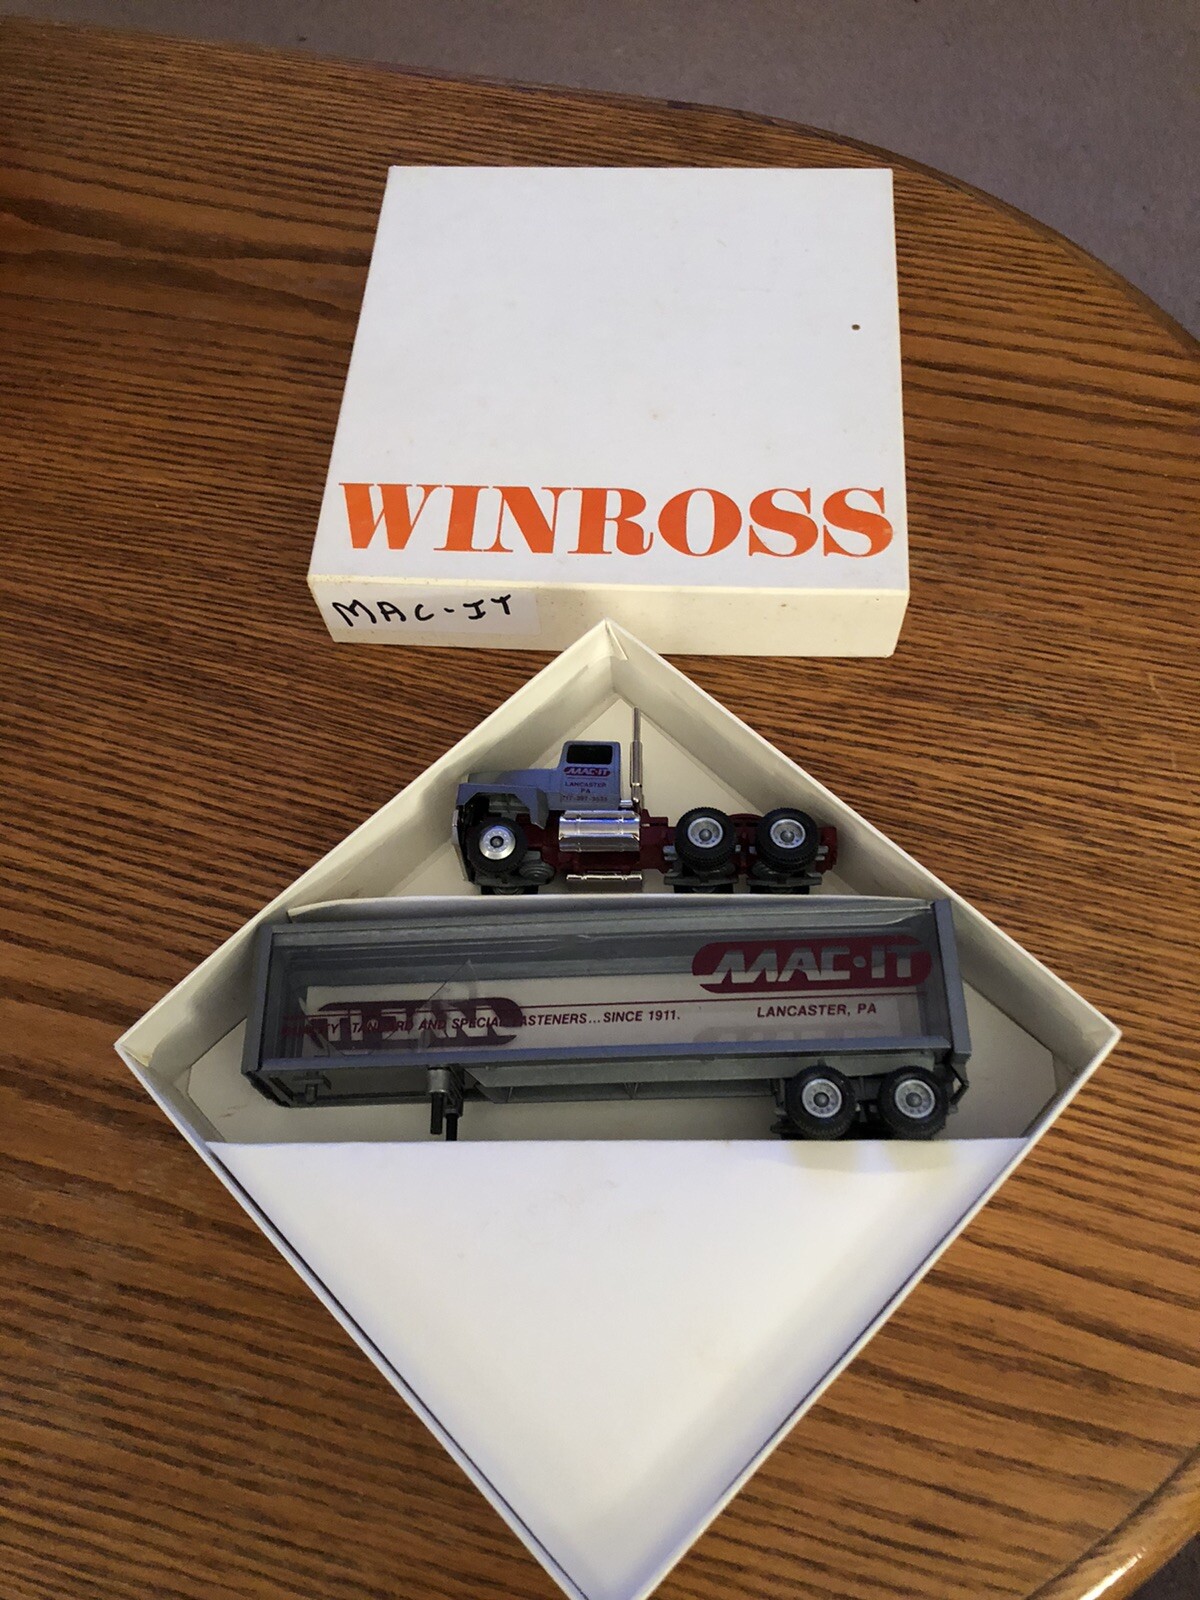 WINROSS
MAC-IT
MAC·IT
LANCASTER
PA
MAC·IT
STANDARD AND SPECIAL FASTENERS...SINCE 1911.
LANCASTER, PA